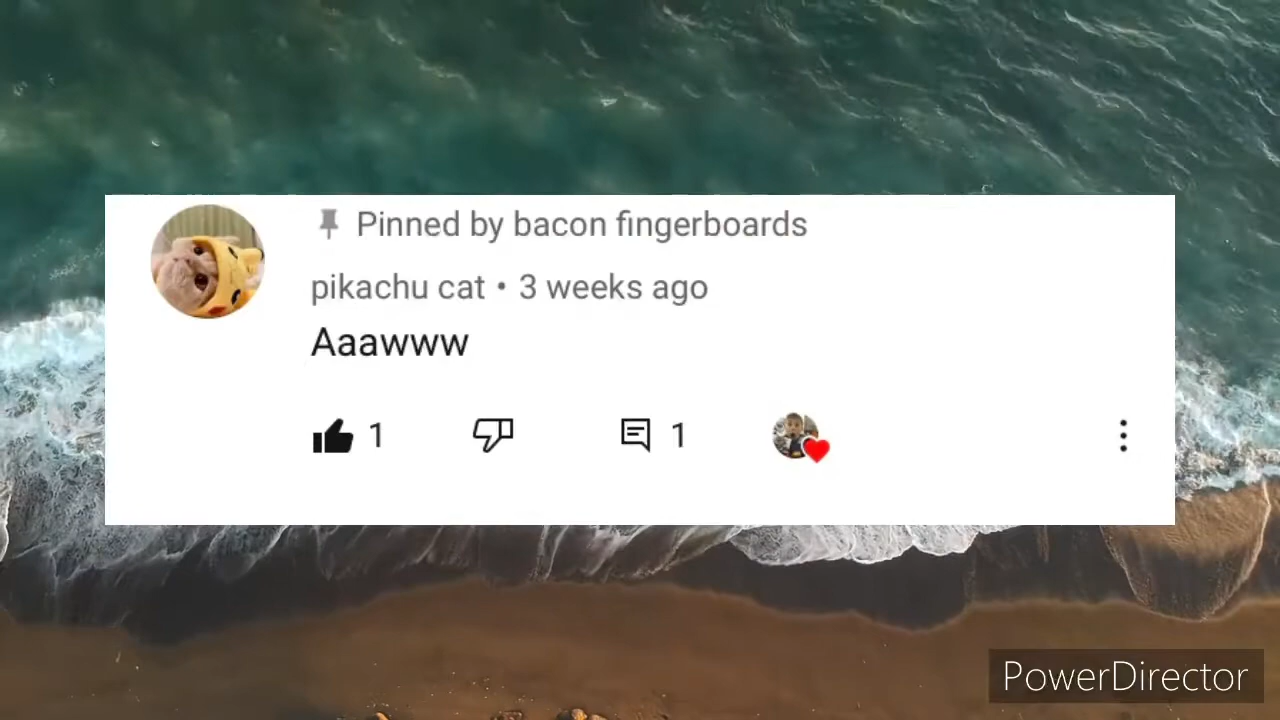 Pinned by bacon fingerboards
pikachu cat • 3 weeks ago
Aaawww
1 1
PowerDirector